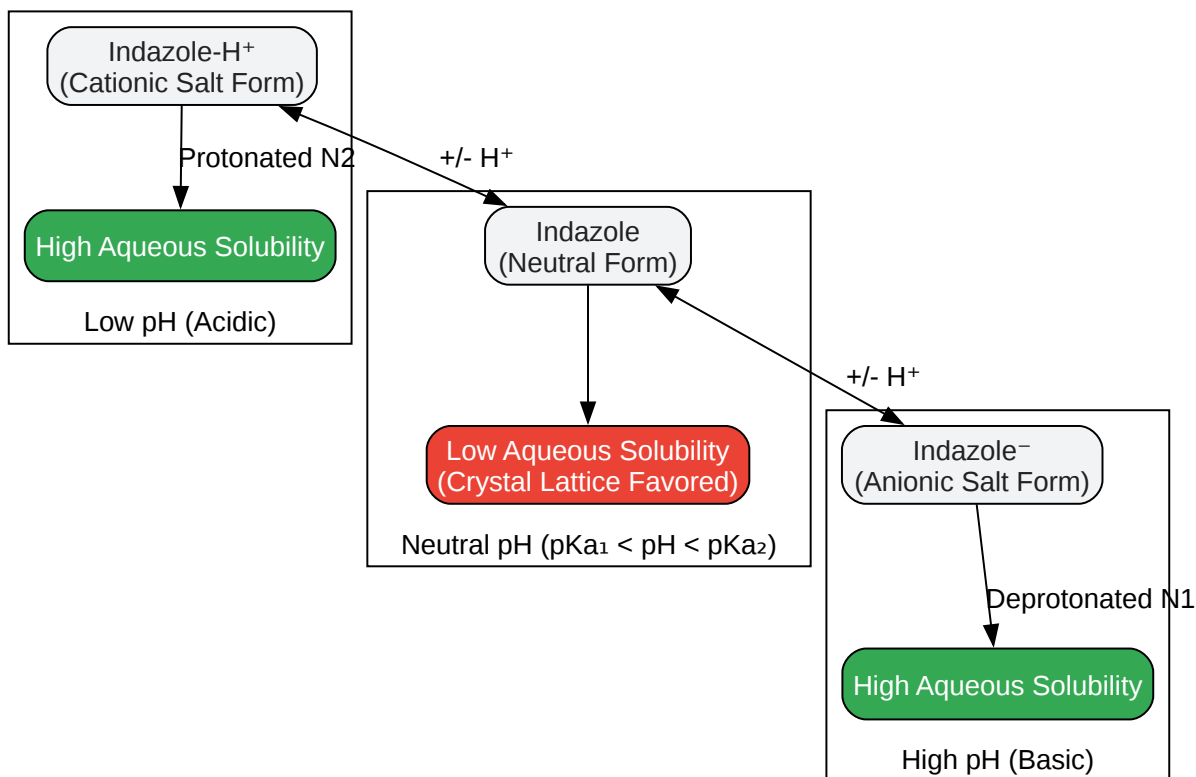 Indazole-H⁺
(Cationic Salt Form)
Protonated N2
+/- H⁺
High Aqueous Solubility
Low pH (Acidic)
Indazole
(Neutral Form)
+/- H⁺
Low Aqueous Solubility
(Crystal Lattice Favored)
Neutral pH (pKa₁ < pH < pKa₂)
Indazole⁻
(Anionic Salt Form)
Deprotonated N1
High Aqueous Solubility
High pH (Basic)